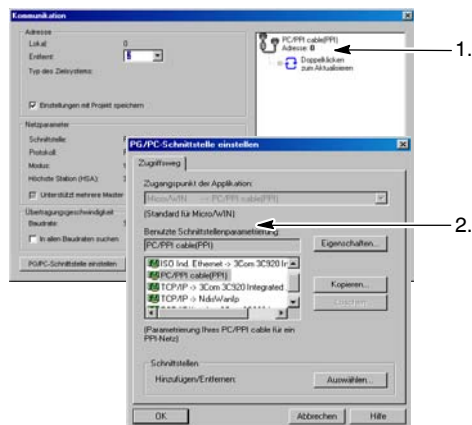 Kommunikation
Adresse
Lokal: 0
Entfernt:
Typ des Zielsystems:
Einstellungen mit Projekt speichern
Netzparameter
Schnittstelle:
Protokoll:
Modus:
Höchste Station (HSA):
Unterstützt mehrere Master
Übertragungsgeschwindigkeit
Baudrate:
In allen Baudraten suchen
PG/PC-Schnittstelle einstellen
PC/PPI cable(PPI)
Adresse: 0
Doppelklicken
zum Aktualisieren
1.
PG/PC-Schnittstelle einstellen
Zugriffsweg
Zugangspunkt der Applikation:
Micro/WIN -> PC/PPI cable(PPI)
(Standard für Micro/WIN)
2.
Benutzte Schnittstellenparametrierung:
PC/PPI cable(PPI)
Eigenschaften...
ISO Ind. Ethernet -> 3Com 3C920 Ir
PC/PPI cable(PPI)
TCP/IP -> 3Com 3C920 Integrated
TCP/IP -> NdisWanIp
Kopieren...
Löschen
(Parametrierung Ihres PC/PPI cable für ein
PPI-Netz)
Schnittstellen
Hinzufügen/Entfernen:
Auswählen...
OK
Abbrechen
Hilfe